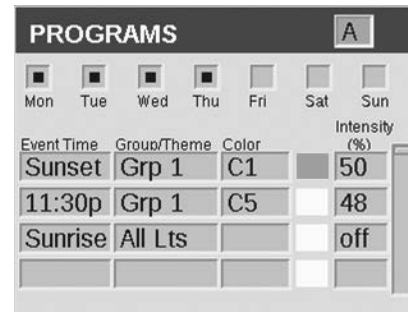 PROGRAMS A
Mon Tue Wed Thu Fri Sat Sun
Event Time Group/Theme Color Intensity (%)
Sunset Grp 1 C1 50
11:30p Grp 1 C5 48
Sunrise All Lts off